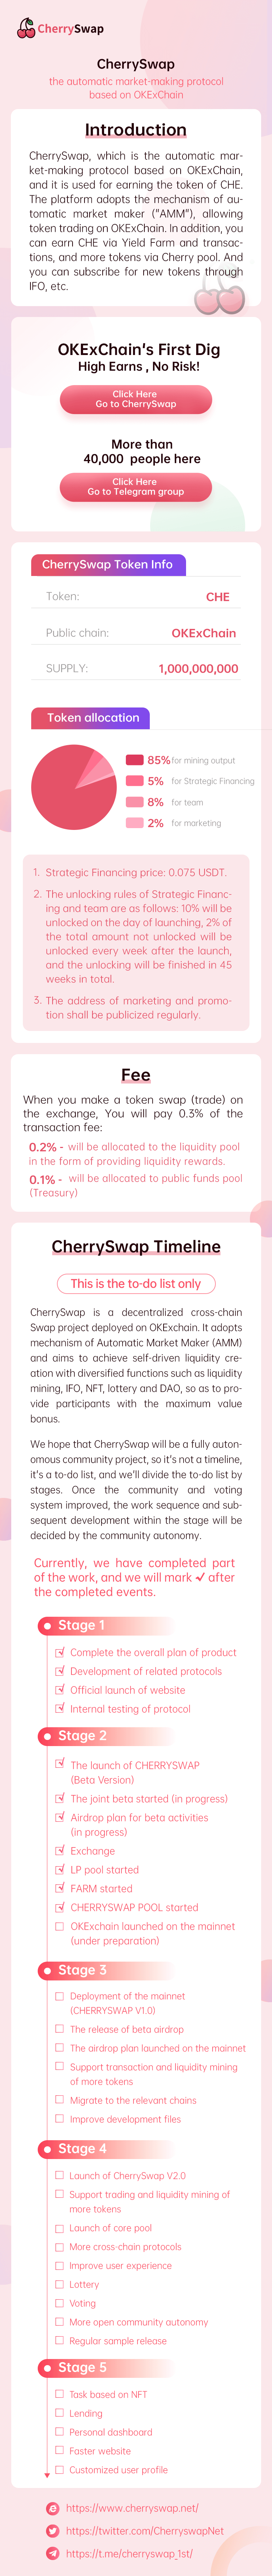 CherrySwap
CherrySwap
the automatic market-making protocol
based on OKExChain
Introduction
CherrySwap, which is the automatic mar-
ket-making protocol based on OKExChain,
and it is used for earning the token of CHE.
The platform adopts the mechanism of au-
tomatic market maker ("AMM"), allowing
token trading on OKExChain. In addition, you
can earn CHE via Yield Farm and transac-
tions, and more tokens via Cherry pool. And
you can subscribe for new tokens through
IFO, etc.
OKExChain's First Dig
High Earns , No Risk!
Click Here
Go to CherrySwap
More than
40,000 people here
Click Here
Go to Telegram group
CherrySwap Token Info
Token: CHE
Public chain: OKExChain
SUPPLY: 1,000,000,000
Token allocation
85% for mining output
5% for Strategic Financing
8% for team
2% for marketing
1. Strategic Financing price: 0.075 USDT.
2. The unlocking rules of Strategic Financ-
ing and team are as follows: 10% will be
unlocked on the day of launching, 2% of
the total amount not unlocked will be
unlocked every week after the launch,
and the unlocking will be finished in 45
weeks in total.
3. The address of marketing and promo-
tion shall be publicized regularly.
Fee
When you make a token swap (trade) on
the exchange, You will pay 0.3% of the
transaction fee:
0.2% - will be allocated to the liquidity pool
in the form of providing liquidity rewards.
0.1% - will be allocated to public funds pool
(Treasury)
CherrySwap Timeline
This is the to-do list only
CherrySwap is a decentralized cross-chain
Swap project deployed on OKExchain. It adopts
mechanism of Automatic Market Maker (AMM)
and aims to achieve self-driven liquidity cre-
ation with diversified functions such as liquidity
mining, IFO, NFT, lottery and DAO, so as to pro-
vide participants with the maximum value
bonus.
We hope that CherrySwap will be a fully auton-
omous community project, so it's not a timeline,
it's a to-do list, and we'll divide the to-do list by
stages. Once the community and voting
system improved, the work sequence and sub-
sequent development within the stage will be
decided by the community autonomy.
Currently, we have completed part
of the work, and we will mark ✓ after
the completed events.
Stage 1
Complete the overall plan of product
Development of related protocols
Official launch of website
Internal testing of protocol
Stage 2
The launch of CHERRYSWAP
(Beta Version)
The joint beta started (in progress)
Airdrop plan for beta activities
(in progress)
Exchange
LP pool started
FARM started
CHERRYSWAP POOL started
OKExchain launched on the mainnet
(under preparation)
Stage 3
Deployment of the mainnet
(CHERRYSWAP V1.0)
The release of beta airdrop
The airdrop plan launched on the mainnet
Support transaction and liquidity mining
of more tokens
Migrate to the relevant chains
Improve development files
Stage 4
Launch of CherrySwap V2.0
Support trading and liquidity mining of
more tokens
Launch of core pool
More cross-chain protocols
Improve user experience
Lottery
Voting
More open community autonomy
Regular sample release
Stage 5
Task based on NFT
Lending
Personal dashboard
Faster website
Customized user profile
https://www.cherryswap.net/
https://twitter.com/CherryswapNet
https://t.me/cherryswap_1st/